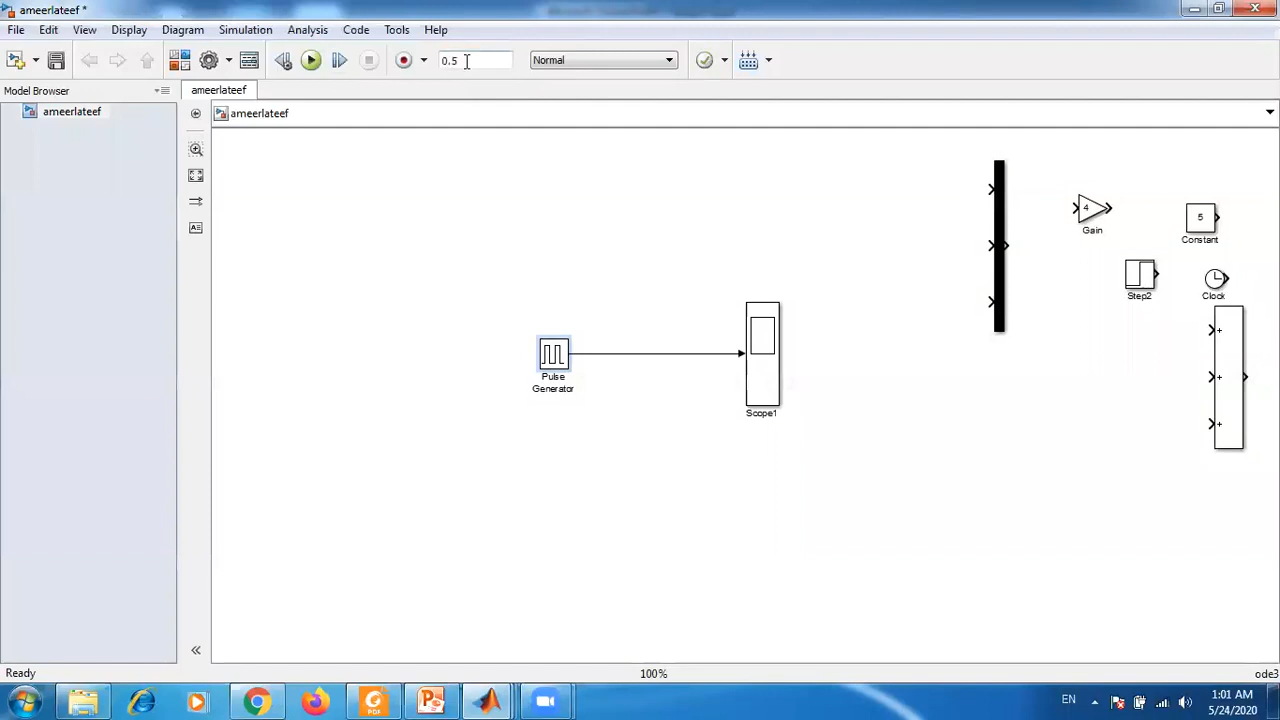 ameerlateef *
File Edit View Display Diagram Simulation Analysis Code Tools Help
0.5
Normal
Model Browser
ameerlateef
ameerlateef
ameerlateef
4
Gain
5
Constant
Step2
Clock
+
+
+
Pulse
Generator
Scope1
Ready
100%
ode3
PDF
EN
1:01 AM
5/24/2020